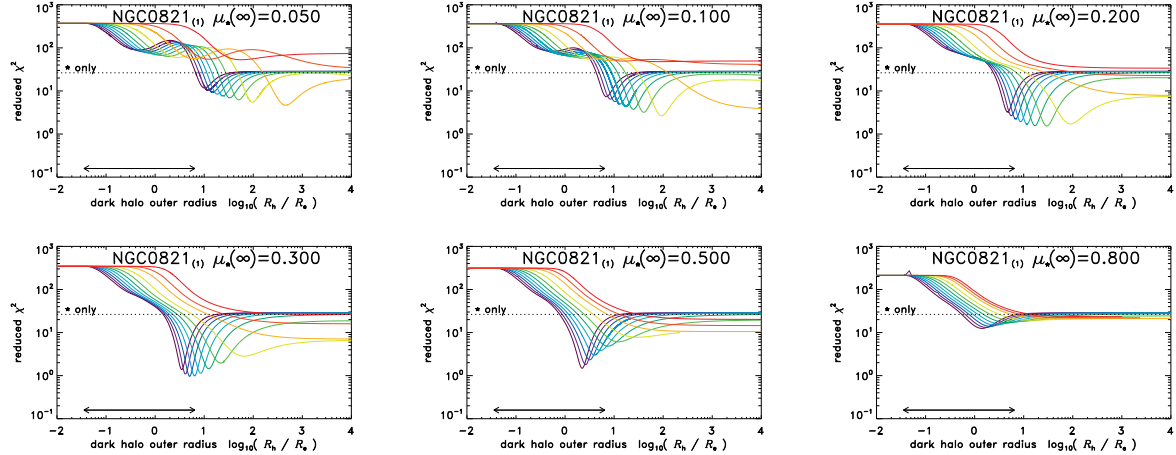 NGC0821(1) μ*(∞)=0.050
reduced χ²
10³
10²
10¹
10⁰
10⁻¹
* only
-2 -1 0 1 2 3 4
dark halo outer radius log₁₀( Rₕ / Rₑ )
NGC0821(1) μ*(∞)=0.100
reduced χ²
10³
10²
10¹
10⁰
10⁻¹
* only
-2 -1 0 1 2 3 4
dark halo outer radius log₁₀( Rₕ / Rₑ )
NGC0821(1) μ*(∞)=0.200
reduced χ²
10³
10²
10¹
10⁰
10⁻¹
* only
-2 -1 0 1 2 3 4
dark halo outer radius log₁₀( Rₕ / Rₑ )
NGC0821(1) μ*(∞)=0.300
reduced χ²
10³
10²
10¹
10⁰
10⁻¹
* only
-2 -1 0 1 2 3 4
dark halo outer radius log₁₀( Rₕ / Rₑ )
NGC0821(1) μ*(∞)=0.500
reduced χ²
10³
10²
10¹
10⁰
10⁻¹
* only
-2 -1 0 1 2 3 4
dark halo outer radius log₁₀( Rₕ / Rₑ )
NGC0821(1) μ*(∞)=0.800
reduced χ²
10³
10²
10¹
10⁰
10⁻¹
* only
-2 -1 0 1 2 3 4
dark halo outer radius log₁₀( Rₕ / Rₑ )